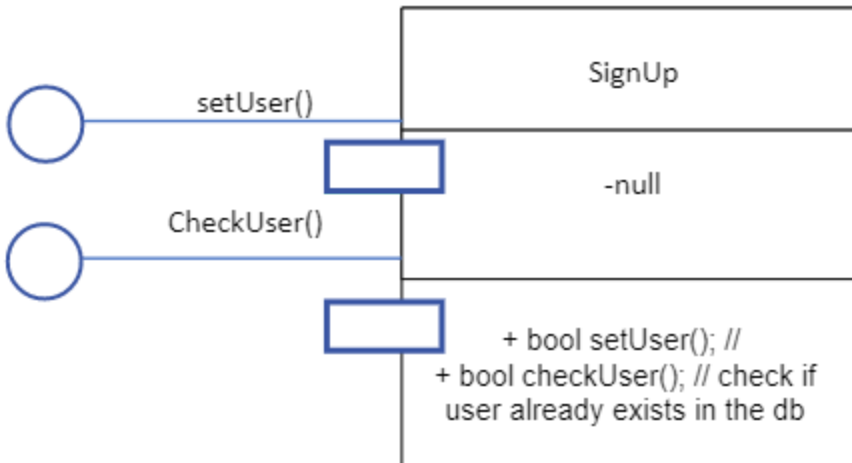 SignUp
setUser()
-null
CheckUser()
+ bool setUser(); //
+ bool checkUser(); // check if
user already exists in the db